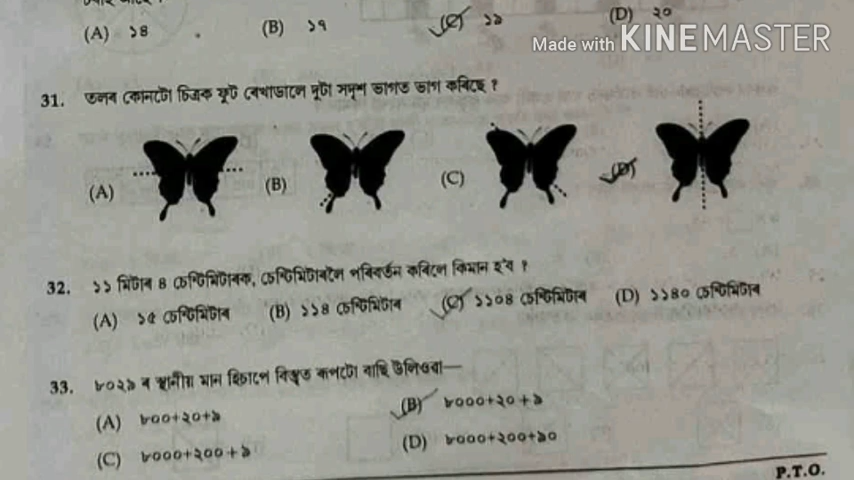 (A) ১৪ (B) ১৭ (C) ১৯ (D) ২০
Made with KINEMASTER
31. তলৰ কোনটো চিত্ৰক ফুট ৰেখাডালে দুটা সদৃশ ভাগত ভাগ কৰিছে ?
(A) (B) (C) (D)
32. ১১ মিটাৰ ৪ চেণ্টিমিটাৰক, চেণ্টিমিটাৰলৈ পৰিবৰ্তন কৰিলে কিমান হ'ব ?
(A) ১৫ চেণ্টিমিটাৰ (B) ১১৪ চেণ্টিমিটাৰ (C) ১১০৪ চেণ্টিমিটাৰ (D) ১১৪০ চেণ্টিমিটাৰ
33. ৮০২৯ ৰ স্থানীয় মান হিচাপে বিস্তৃত ৰূপটো বাছি উলিওৱা—
(A) ৮০০+২০+৯ (B) ৮০০০+২০+৯
(C) ৮০০০+২০০+৯ (D) ৮০০০+২০০+৯০
P.T.O.